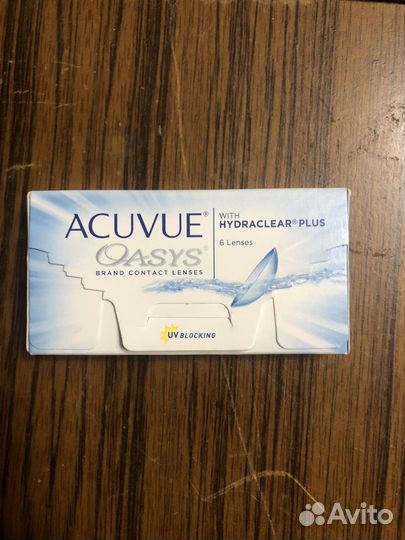 ACUVUE®
OASYS®
BRAND CONTACT LENSES
WITH
HYDRACLEAR® PLUS
6 Lenses
UV BLOCKING
Avito